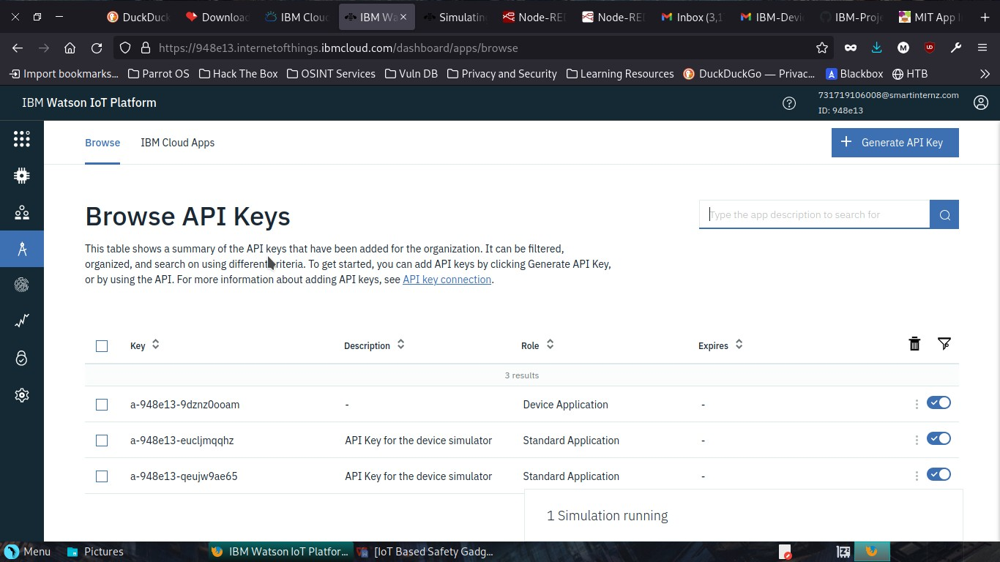 DuckDuck
Download
IBM Clou
IBM Wa
Simulatin
Node-RE
Node-RE
Inbox (3,1
IBM-Devi
IBM-Proj
MIT App I
https://948e13.internetofthings.ibmcloud.com/dashboard/apps/browse
Import bookmarks... Parrot OS Hack The Box OSINT Services Vuln DB Privacy and Security Learning Resources DuckDuckGo — Privac... Blackbox HTB
IBM Watson IoT Platform
731719106008@smartinternz.com
ID: 948e13
Browse IBM Cloud Apps
Generate API Key
Browse API Keys
Type the app description to search for
This table shows a summary of the API keys that have been added for the organization. It can be filtered,
organized, and search on using different criteria. To get started, you can add API keys by clicking Generate API Key,
or by using the API. For more information about adding API keys, see API key connection.
Key Description Role Expires
3 results
a-948e13-9dznz0ooam - Device Application -
a-948e13-eucljmqqhz API Key for the device simulator Standard Application -
a-948e13-qeujw9ae65 API Key for the device simulator Standard Application -
1 Simulation running
Menu Pictures IBM Watson IoT Platfor... [IoT Based Safety Gadg...